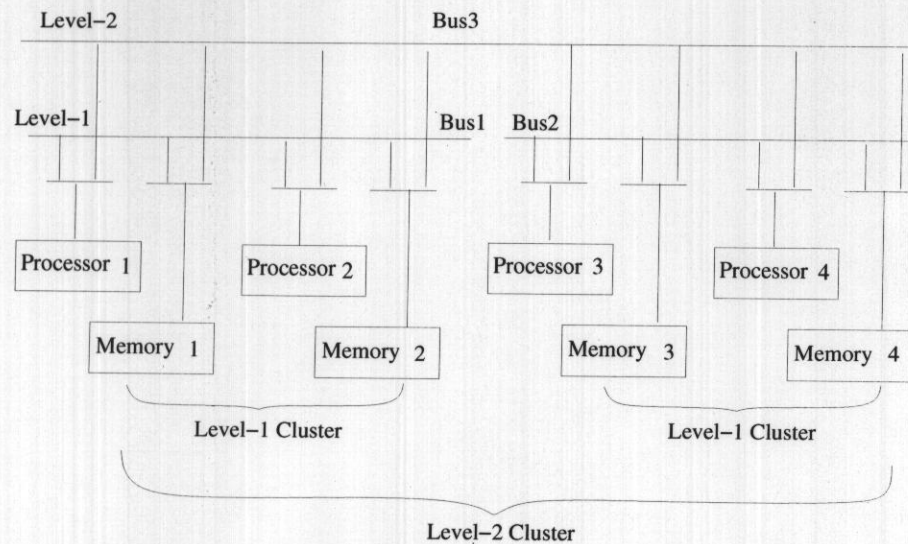 Level-2 Bus3
Level-1 Bus1 Bus2
Processor 1 Processor 2 Processor 3 Processor 4
Memory 1 Memory 2 Memory 3 Memory 4
Level-1 Cluster Level-1 Cluster
Level-2 Cluster